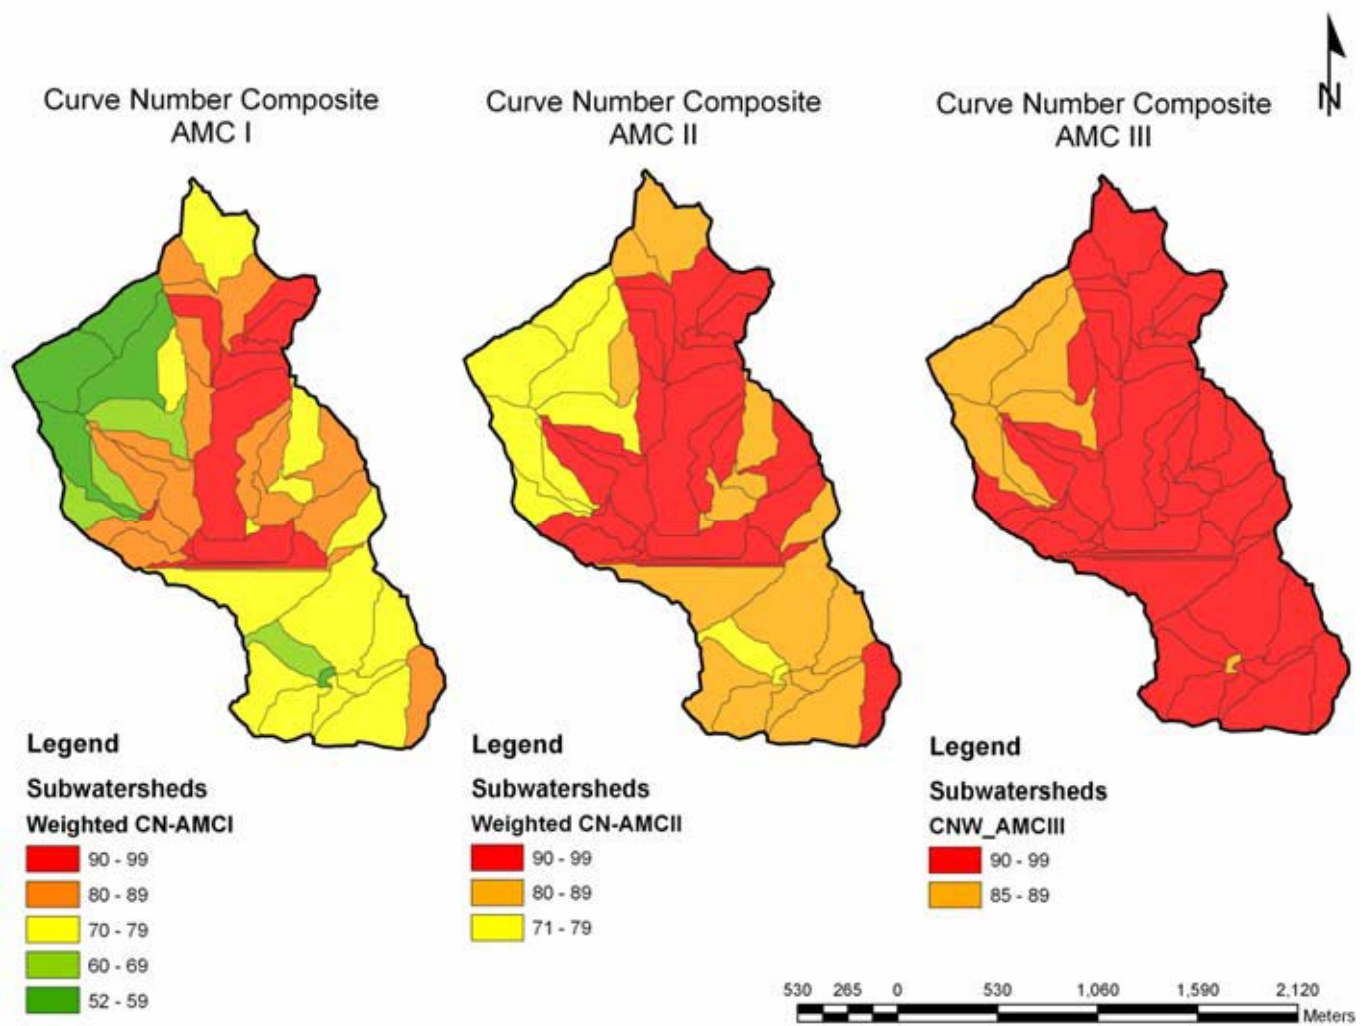 N
Curve Number Composite
AMC I
Curve Number Composite
AMC II
Curve Number Composite
AMC III
Legend
Subwatersheds
Weighted CN-AMCI
90 - 99
80 - 89
70 - 79
60 - 69
52 - 59
Legend
Subwatersheds
Weighted CN-AMCII
90 - 99
80 - 89
71 - 79
Legend
Subwatersheds
CNW_AMCIII
90 - 99
85 - 89
530 265 0 530 1,060 1,590 2,120
Meters